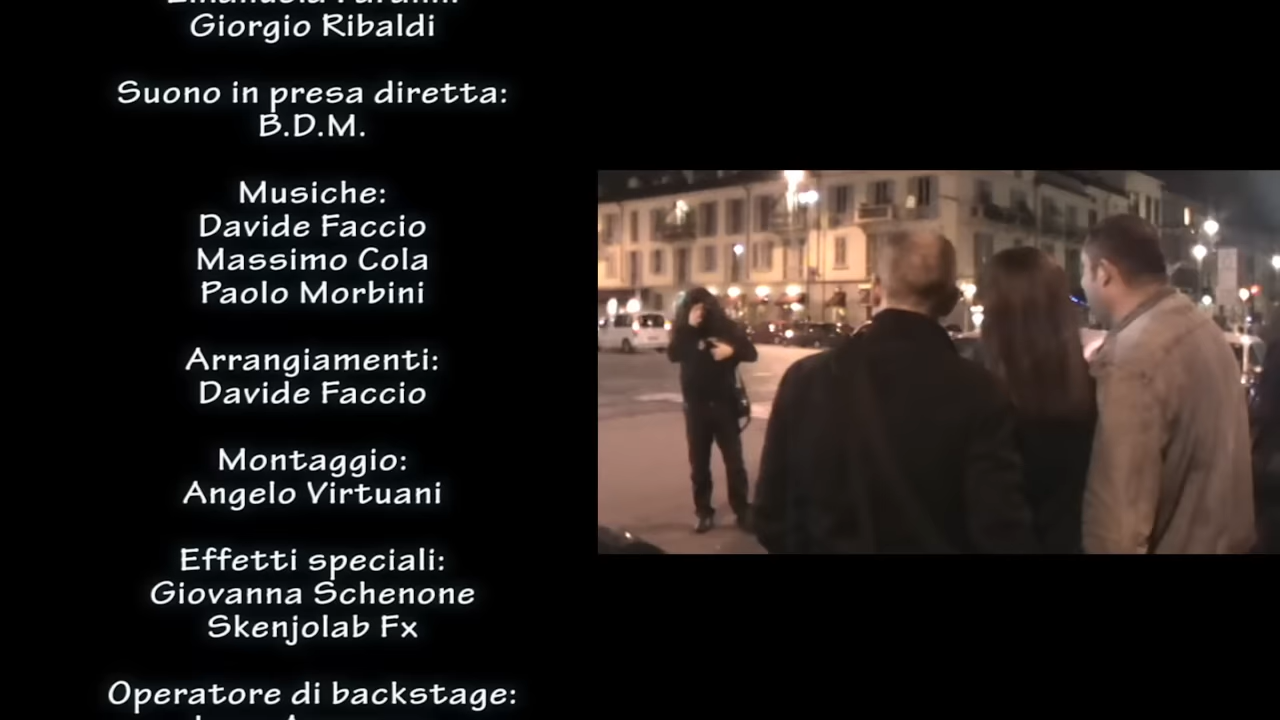 Giorgio Ribaldi
Suono in presa diretta:
B.D.M.
Musiche:
Davide Faccio
Massimo Cola
Paolo Morbini
Arrangiamenti:
Davide Faccio
Montaggio:
Angelo Virtuani
Effetti speciali:
Giovanna Schenone
Skenjolab Fx
Operatore di backstage: